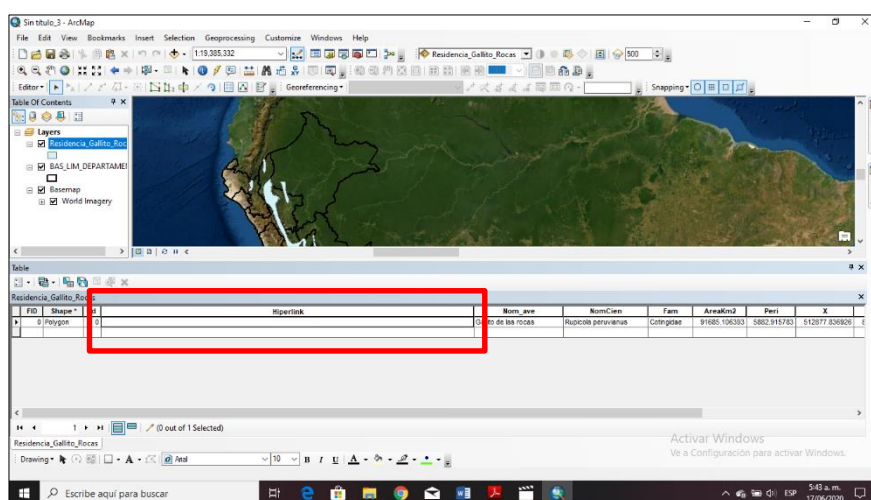 Sin título_3 - ArcMap
File Edit View Bookmarks Insert Selection Geoprocessing Customize Windows Help
1:19,385,332
Residencia_Gallito_Rocas
500
Editor
Georeferencing
Snapping
Table Of Contents
Layers
Residencia_Gallito_Roc
BAS_LIM_DEPARTAME
Basemap
World Imagery
Table
Residencia_Gallito_Rocas
FID Shape * Id Hiperlink Nom_ave NomCien Fam AreaKm2 Peri X
0 Polygon 0 Gallito de las rocas Rupicola peruvianus Cotingidae 91685.106393 5882.915783 512877.836926
1
(0 out of 1 Selected)
Residencia_Gallito_Rocas
Activar Windows
Ve a Configuración para activar Windows.
Drawing A Arial 10 B I U A
Escribe aquí para buscar
ESP
5:43 a. m.
17/06/2020